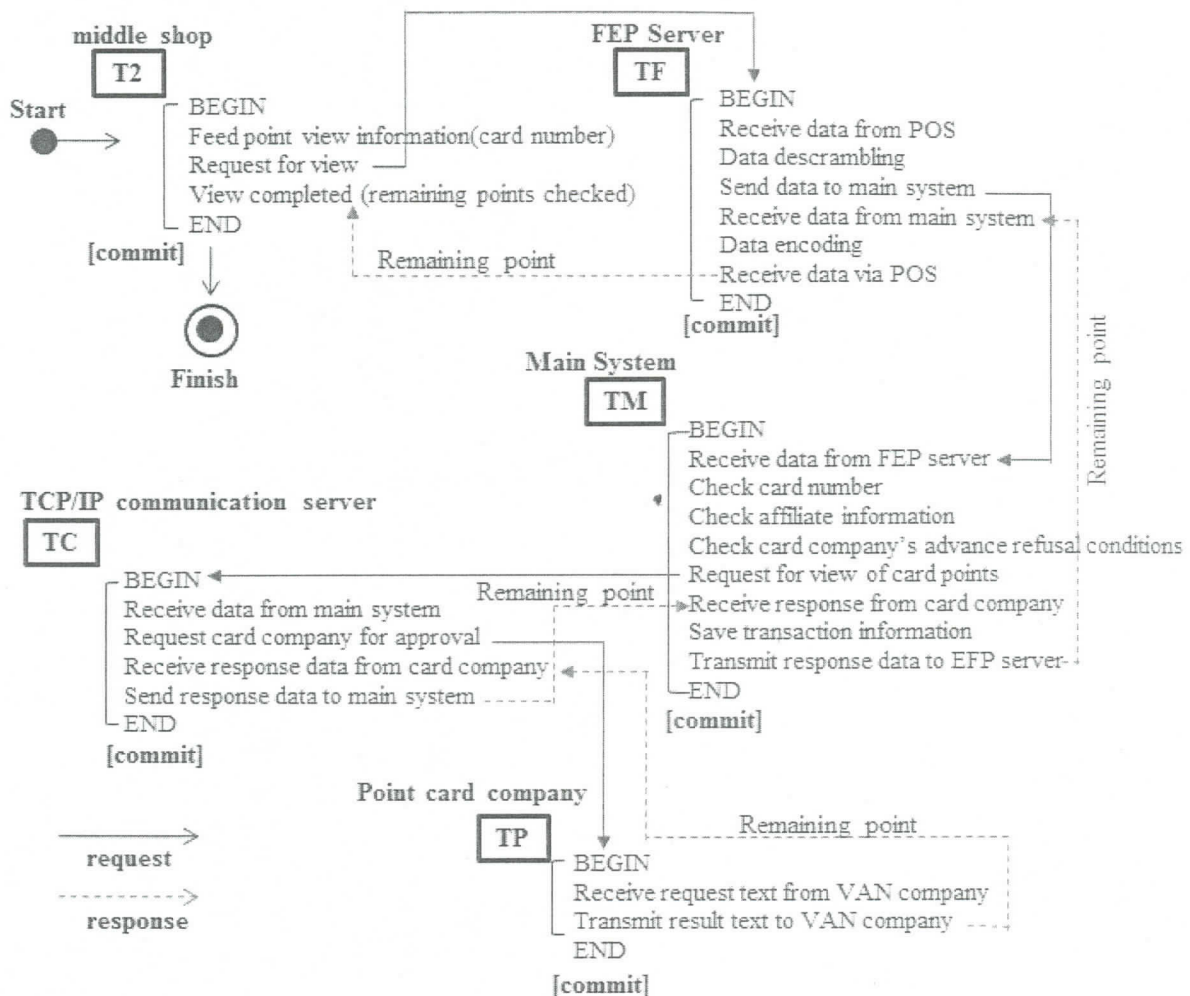 middle shop
T2
Start
BEGIN
Feed point view information(card number)
Request for view
View completed (remaining points checked)
END
[commit]
Finish
FEP Server
TF
BEGIN
Receive data from POS
Data descrambling
Send data to main system
Receive data from main system
Data encoding
Receive data via POS
END
[commit]
Remaining point
Remaining point
Main System
TM
BEGIN
Receive data from FEP server
Check card number
Check affiliate information
Check card company's advance refusal conditions
Request for view of card points
Receive response from card company
Save transaction information
Transmit response data to EFP server
END
[commit]
TCP/IP communication server
TC
BEGIN
Receive data from main system
Request card company for approval
Receive response data from card company
Send response data to main system
END
[commit]
Remaining point
Point card company
TP
BEGIN
Receive request text from VAN company
Transmit result text to VAN company
END
[commit]
Remaining point
request
response